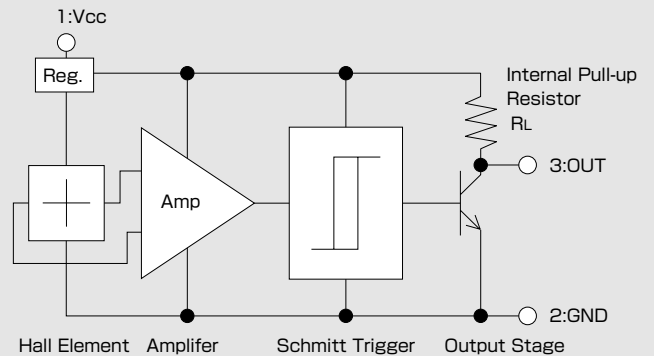 1:Vcc
Reg.
Internal Pull-up
Resistor
RL
3:OUT
Amp
2:GND
Hall Element
Amplifer
Schmitt Trigger
Output Stage